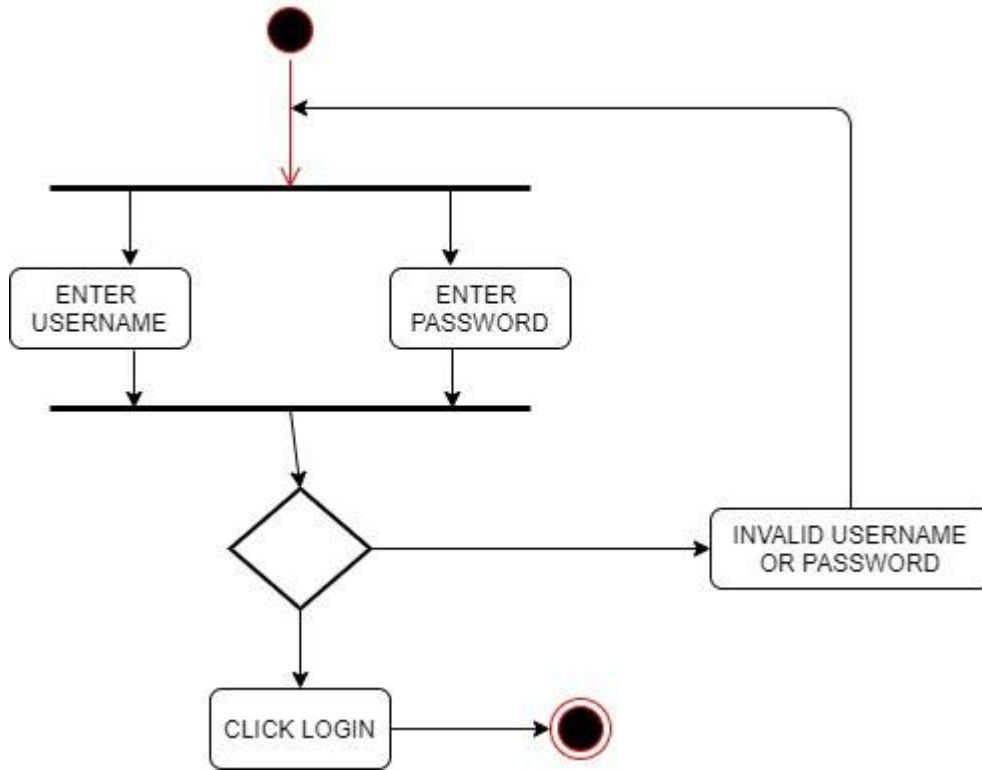 ENTER
USERNAME
ENTER
PASSWORD
INVALID USERNAME
OR PASSWORD
CLICK LOGIN